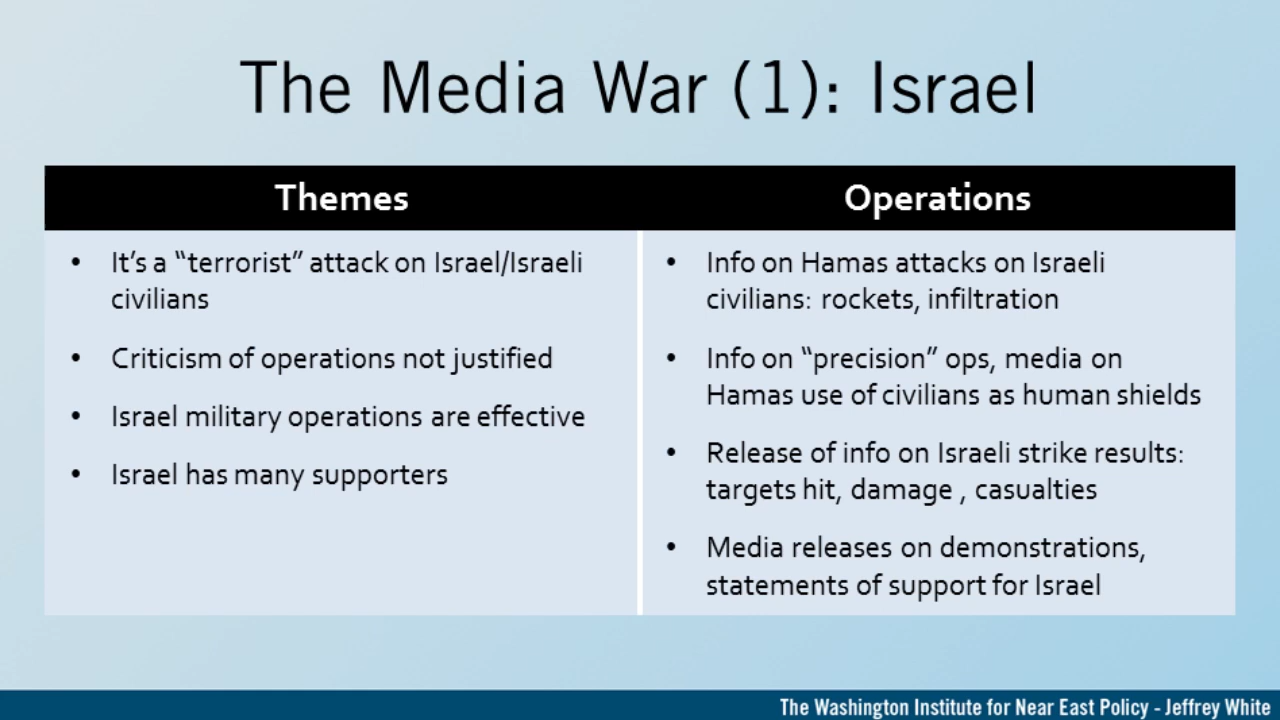 The Media War (1): Israel
Themes
It's a “terrorist” attack on Israel/Israeli
civilians
Criticism of operations not justified
Israel military operations are effective
Israel has many supporters
Operations
Info on Hamas attacks on Israeli
civilians: rockets, infiltration
Info on “precision” ops, media on
Hamas use of civilians as human shields
Release of info on Israeli strike results:
targets hit, damage , casualties
Media releases on demonstrations,
statements of support for Israel
The Washington Institute for Near East Policy - Jeffrey White